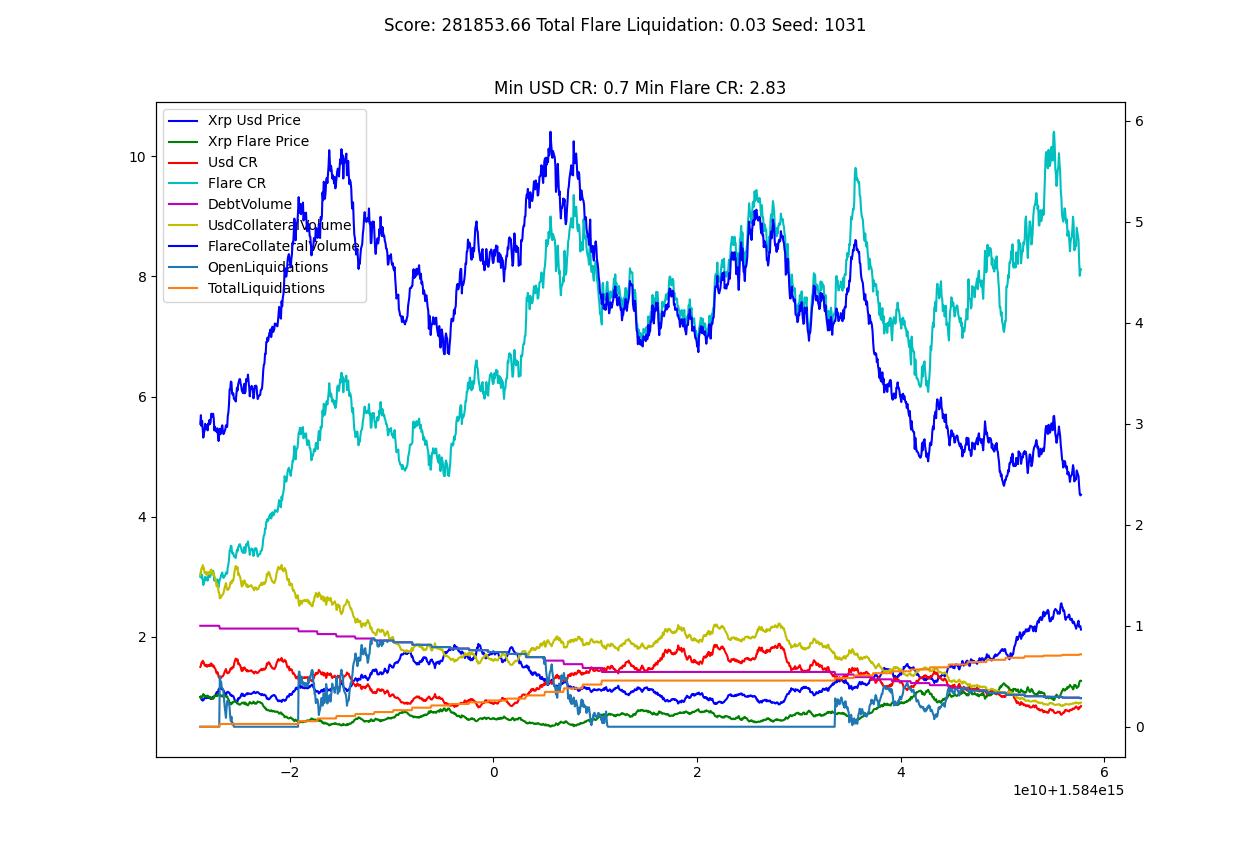 Score: 281853.66 Total Flare Liquidation: 0.03 Seed: 1031
Min USD CR: 0.7 Min Flare CR: 2.83
Xrp Usd Price
Xrp Flare Price
Usd CR
Flare CR
DebtVolume
UsdCollateralVolume
FlareCollateralVolume
OpenLiquidations
TotalLiquidations
10
8
6
4
2
6
5
4
3
2
1
0
−2
0
2
4
6
1e10+1.584e15